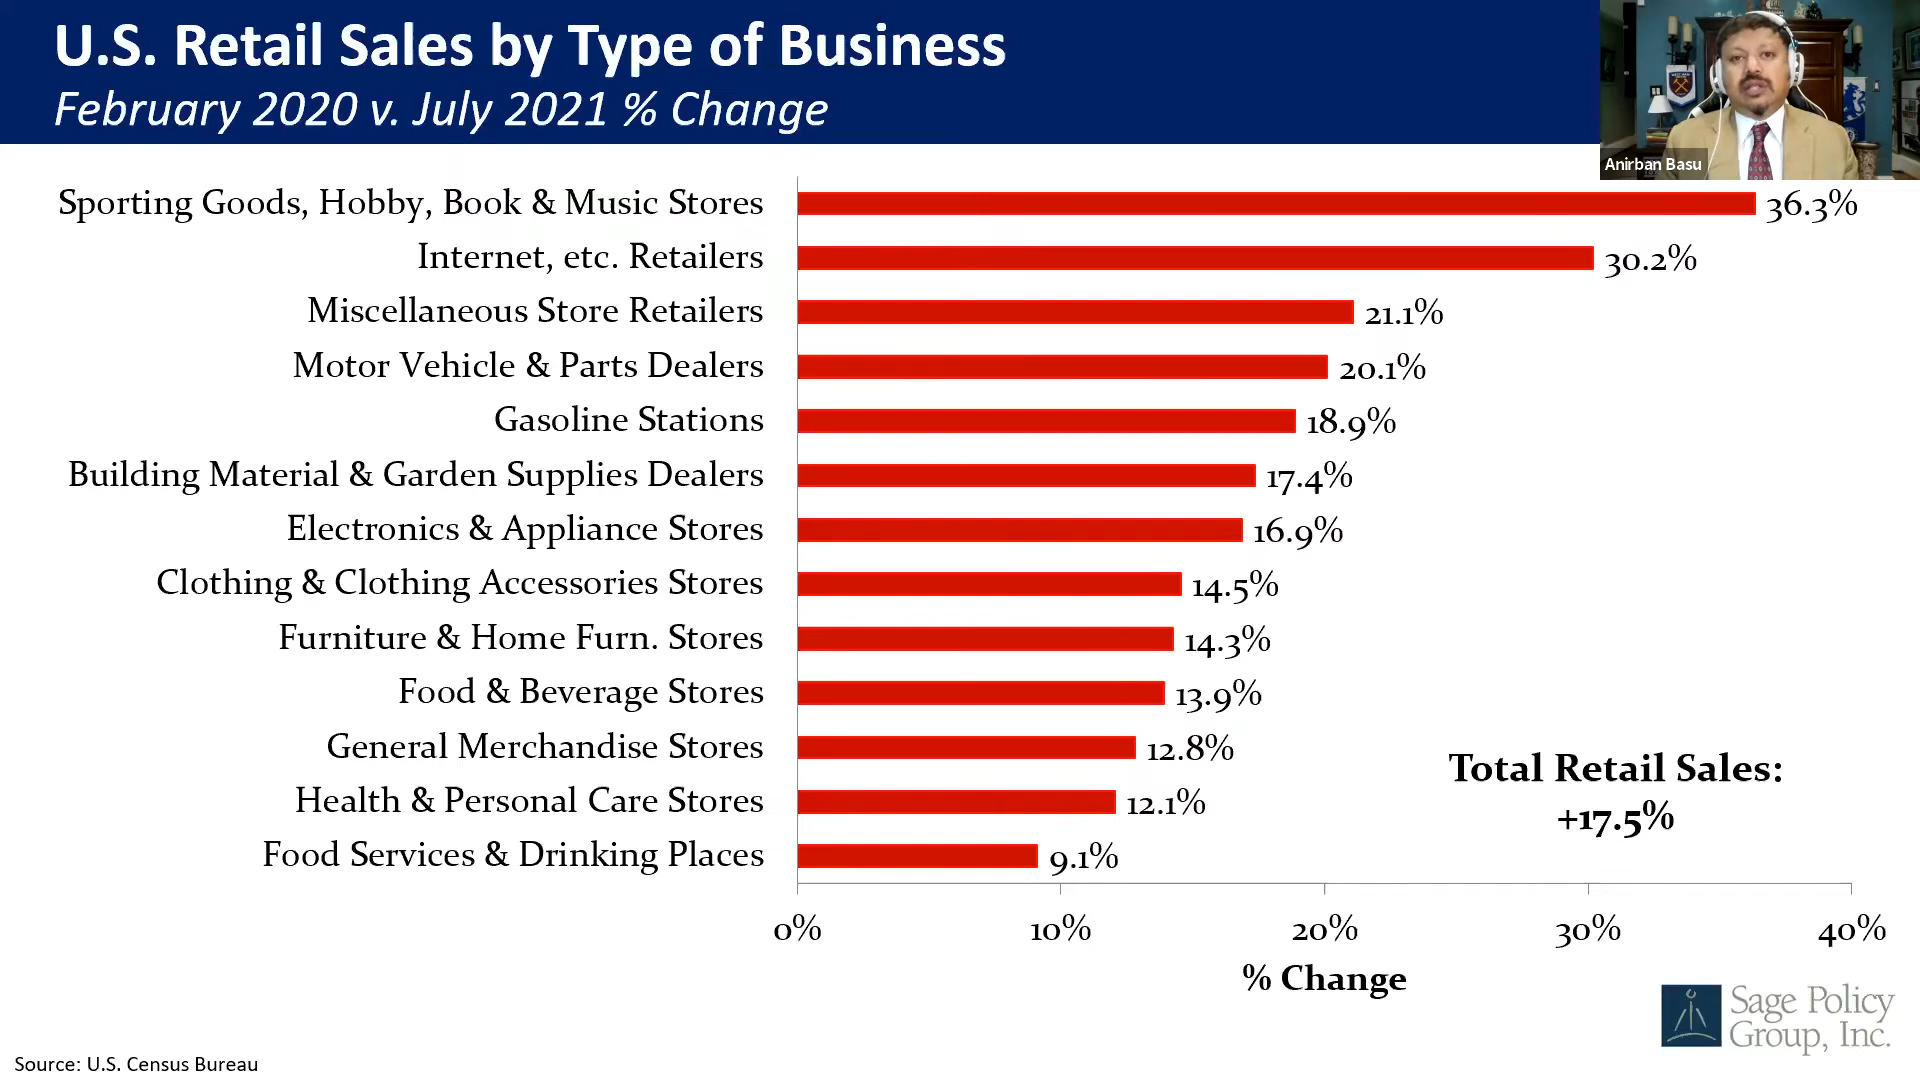 U.S. Retail Sales by Type of Business
February 2020 v. July 2021 % Change
Anirban Basu
Sporting Goods, Hobby, Book & Music Stores 36.3%
Internet, etc. Retailers 30.2%
Miscellaneous Store Retailers 21.1%
Motor Vehicle & Parts Dealers 20.1%
Gasoline Stations 18.9%
Building Material & Garden Supplies Dealers 17.4%
Electronics & Appliance Stores 16.9%
Clothing & Clothing Accessories Stores 14.5%
Furniture & Home Furn. Stores 14.3%
Food & Beverage Stores 13.9%
General Merchandise Stores 12.8%
Health & Personal Care Stores 12.1%
Food Services & Drinking Places 9.1%
Total Retail Sales:
+17.5%
0% 10% 20% 30% 40%
% Change
Sage Policy
Group, Inc.
Source: U.S. Census Bureau